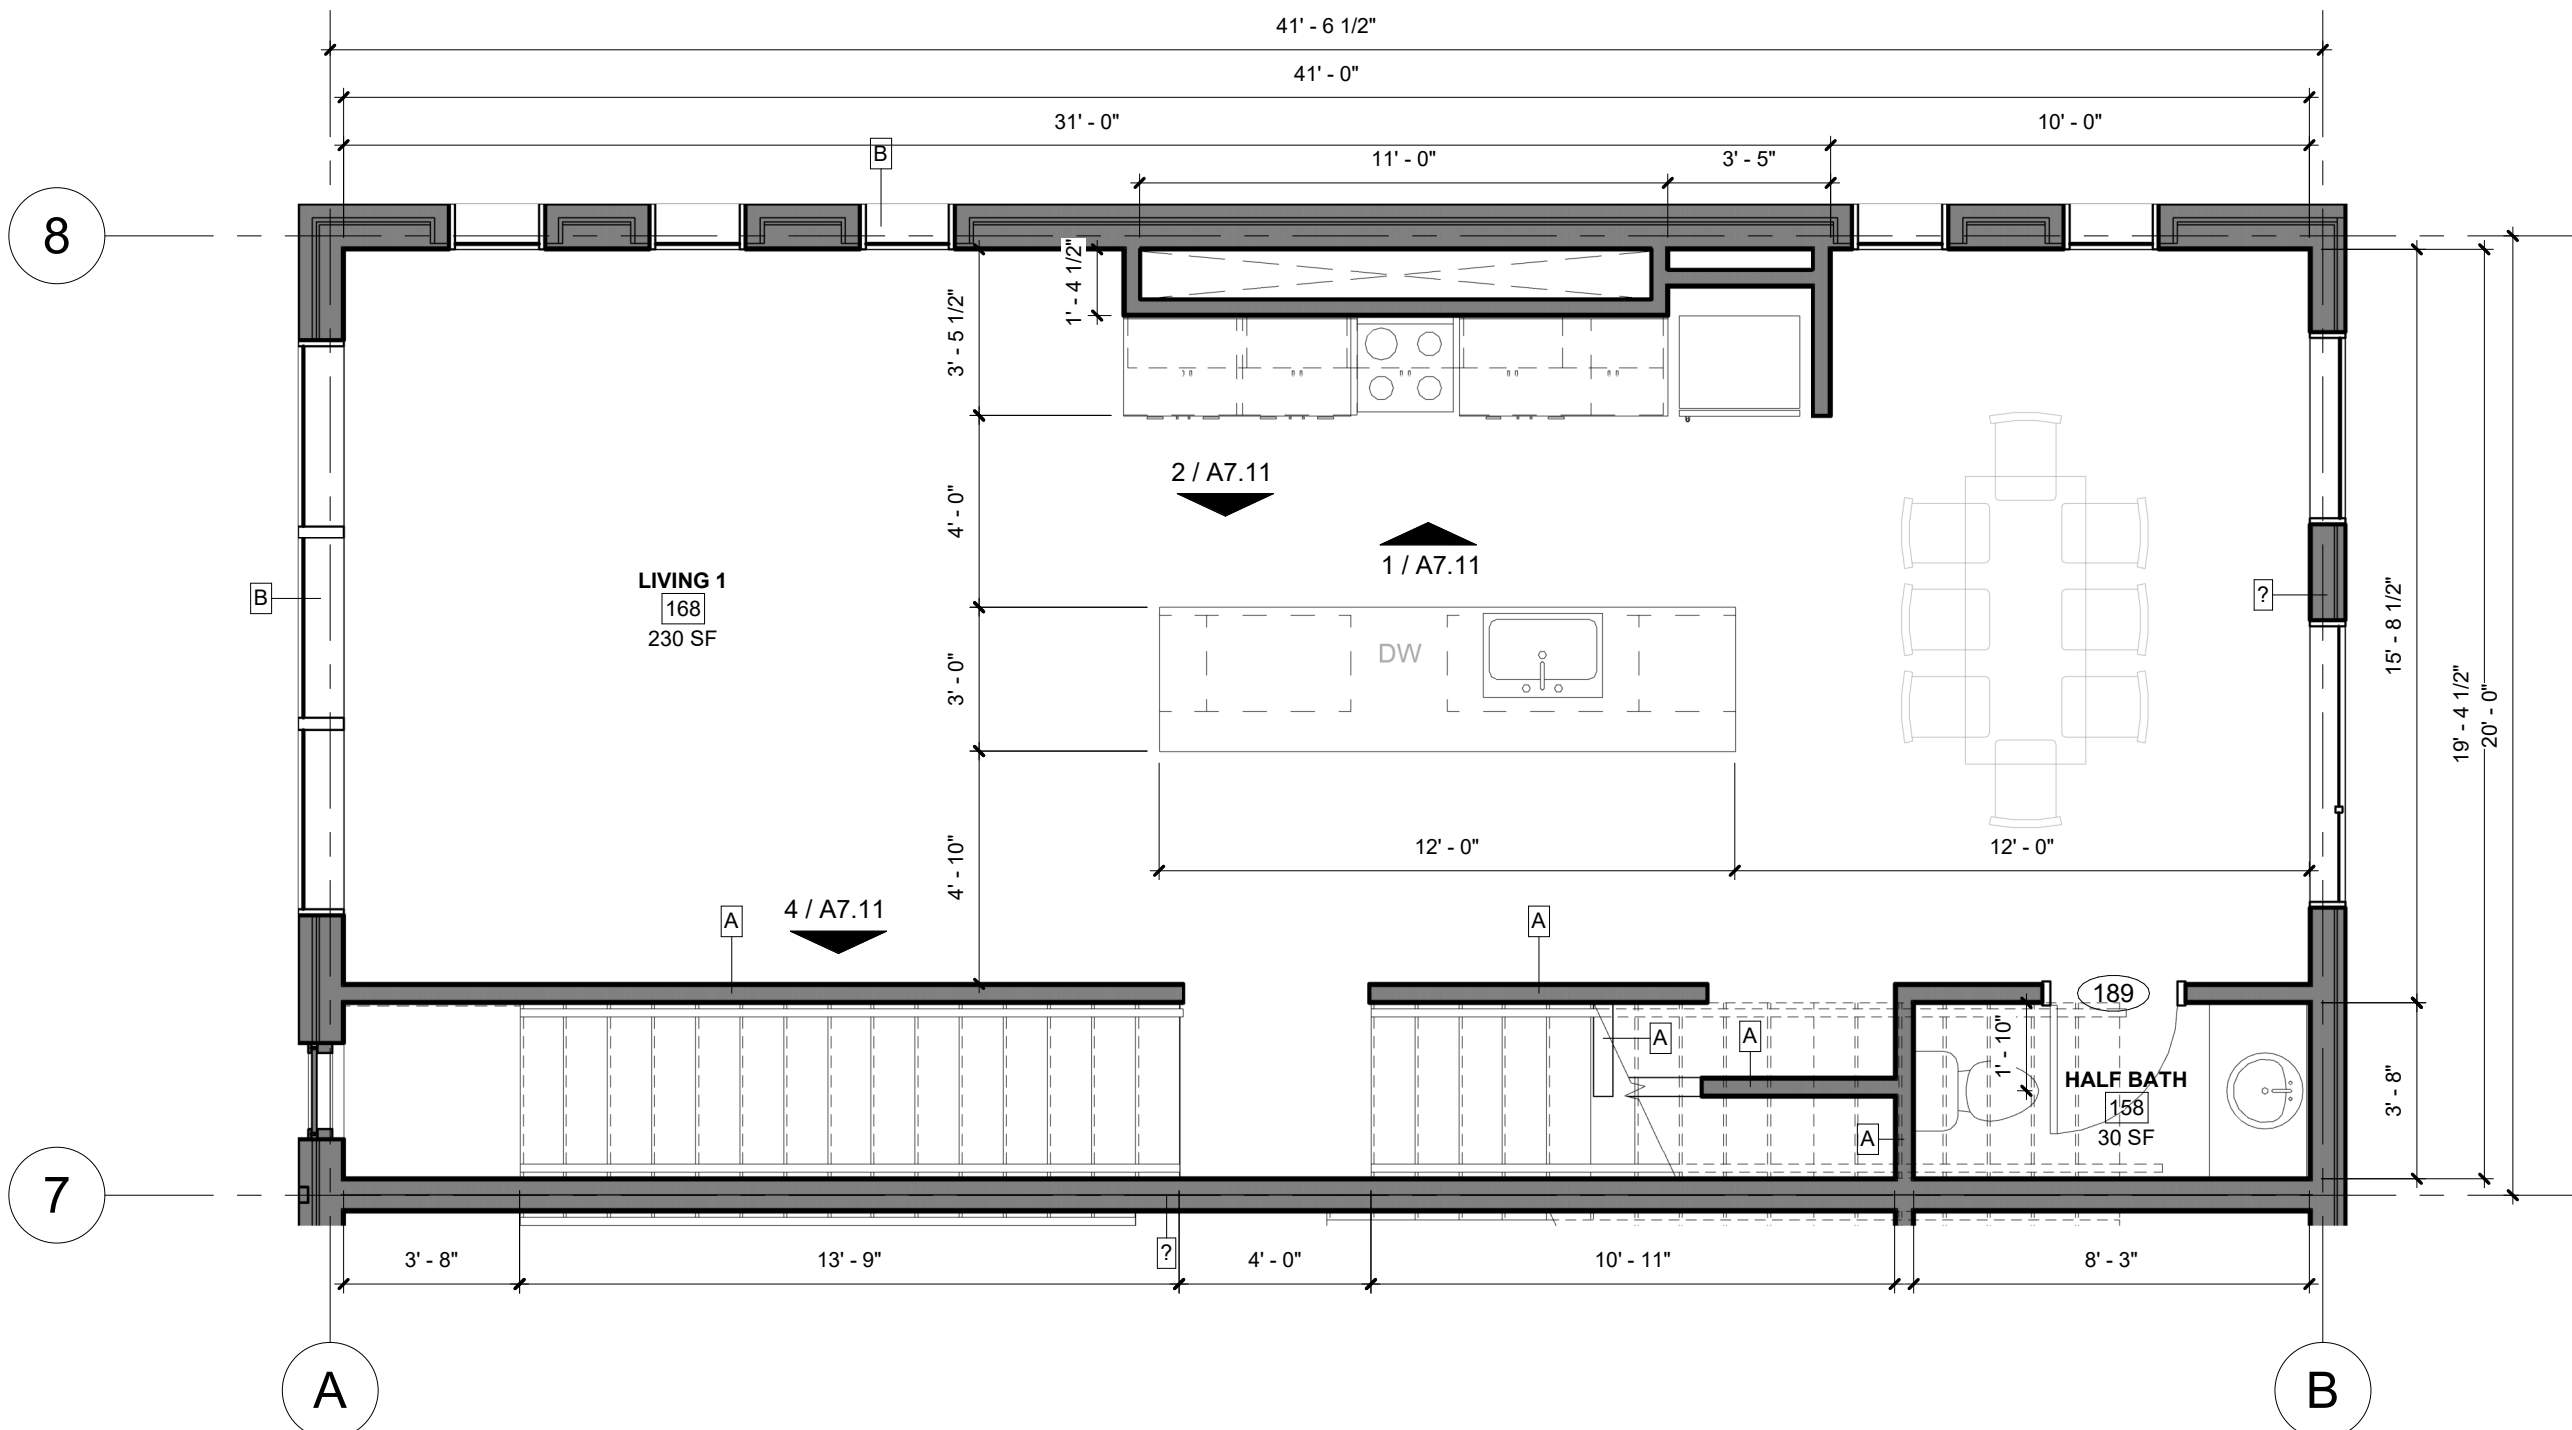 41' - 6 1/2"
41' - 0"
31' - 0"
10' - 0"
B
11' - 0"
3' - 5"
8
1' - 4 1/2"
3' - 5 1/2"
2 / A7.11
4' - 0"
1 / A7.11
LIVING 1
168
230 SF
B
?
15' - 8 1/2"
19' - 4 1/2"
20' - 0"
3' - 0"
DW
12' - 0"
12' - 0"
4' - 10"
4 / A7.11
A
A
189
A
A
1' - 10"
HALF BATH
158
30 SF
3' - 8"
A
7
?
3' - 8"
13' - 9"
4' - 0"
10' - 11"
8' - 3"
A
B